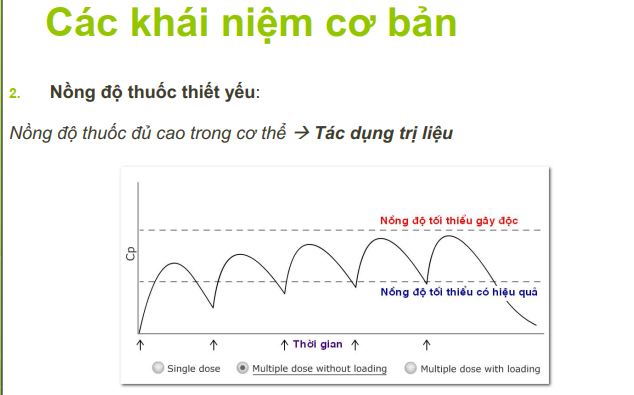 Các khái niệm cơ bản
2. Nồng độ thuốc thiết yếu:
Nồng độ thuốc đủ cao trong cơ thể → Tác dụng trị liệu
Nồng độ tối thiểu gây độc
Cp
Nồng độ tối thiểu có hiệu quả
Thời gian
Single dose Multiple dose without loading Multiple dose with loading